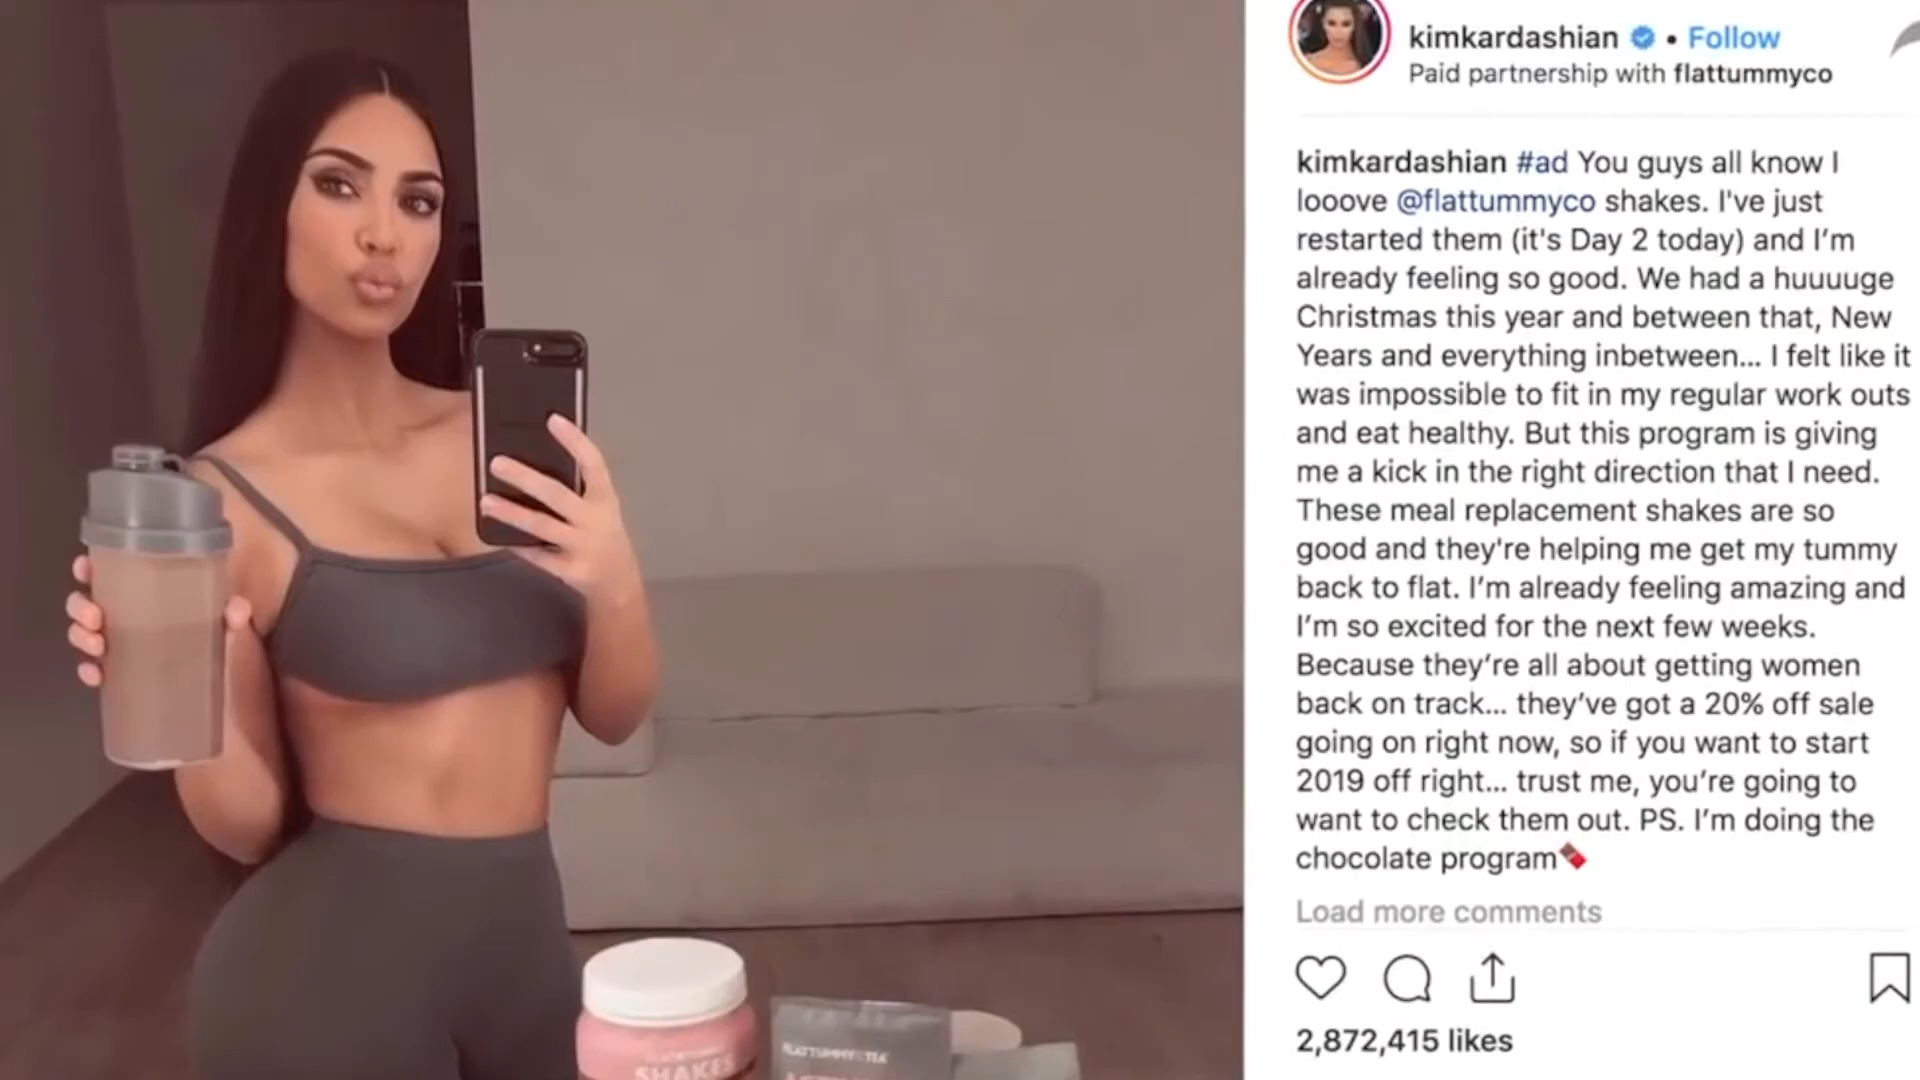 kimkardashian • Follow
Paid partnership with flattummyco
kimkardashian #ad You guys all know I
looove @flattummyco shakes. I've just
restarted them (it's Day 2 today) and I’m
already feeling so good. We had a huuuuge
Christmas this year and between that, New
Years and everything inbetween... I felt like it
was impossible to fit in my regular work outs
and eat healthy. But this program is giving
me a kick in the right direction that I need.
These meal replacement shakes are so
good and they're helping me get my tummy
back to flat. I’m already feeling amazing and
I’m so excited for the next few weeks.
Because they’re all about getting women
back on track... they’ve got a 20% off sale
going on right now, so if you want to start
2019 off right... trust me, you’re going to
want to check them out. PS. I’m doing the
chocolate program
Load more comments
2,872,415 likes
SHAKES
FLATTUMMYTEA